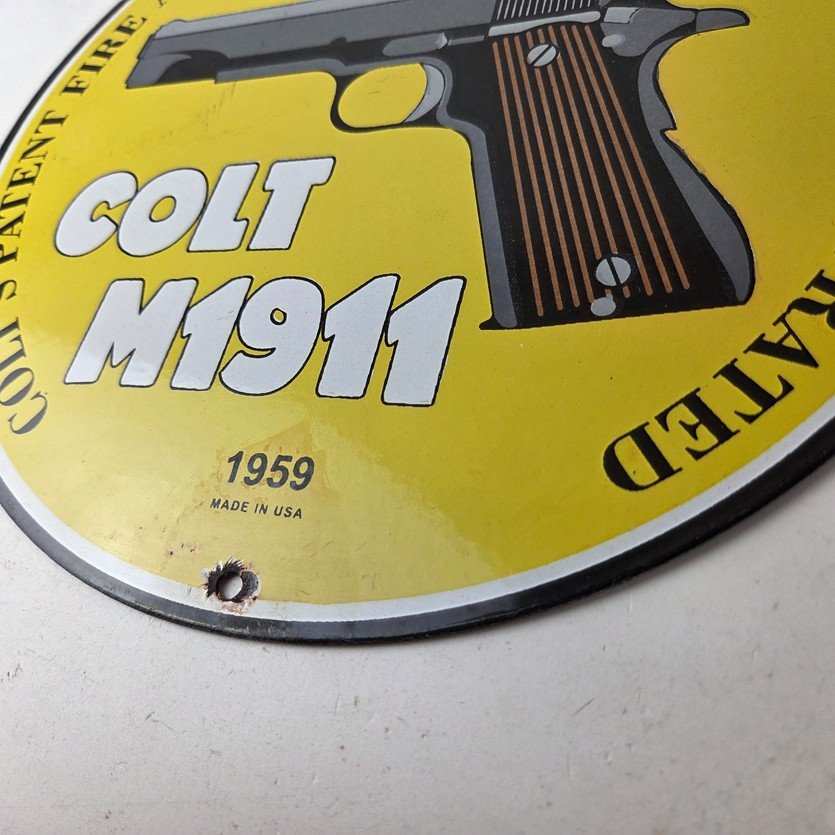 COLT'S PATENT FIRE
COLT
M1911
1959
MADE IN USA
RATED